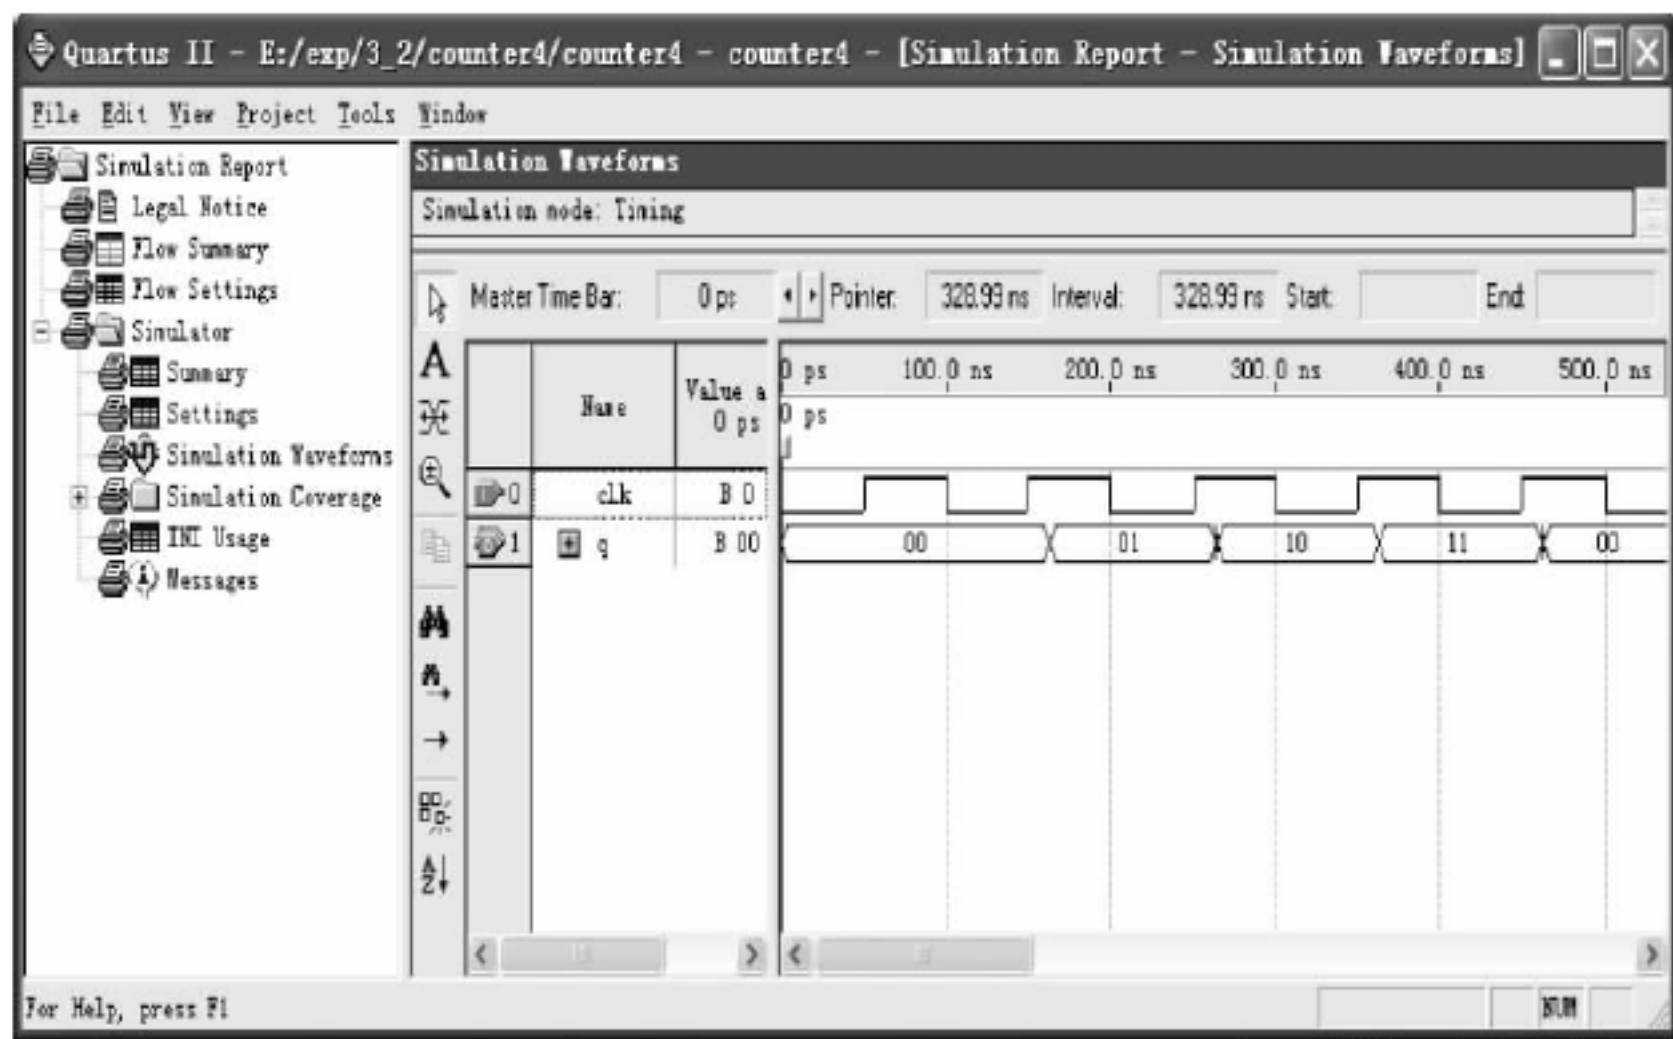 Quartus II - E:/exp/3_2/counter4/counter4 - counter4 - [Simulation Report - Simulation Waveforms]
File Edit View Project Tools Window
Simulation Report
Legal Notice
Flow Summary
Flow Settings
Simulator
Summary
Settings
Simulation Waveforms
Simulation Coverage
INI Usage
Messages
Simulation Waveforms
Simulation mode: Timing
Master Time Bar: 0 ps Pointer: 328.99 ns Interval: 328.99 ns Start: End:
Name
Value a
0 ps
0 ps 100.0 ns 200.0 ns 300.0 ns 400.0 ns 500.0 ns
0 ps
0 clk B 0
1 q B 00 00 01 10 11 00
For Help, press F1
NUM